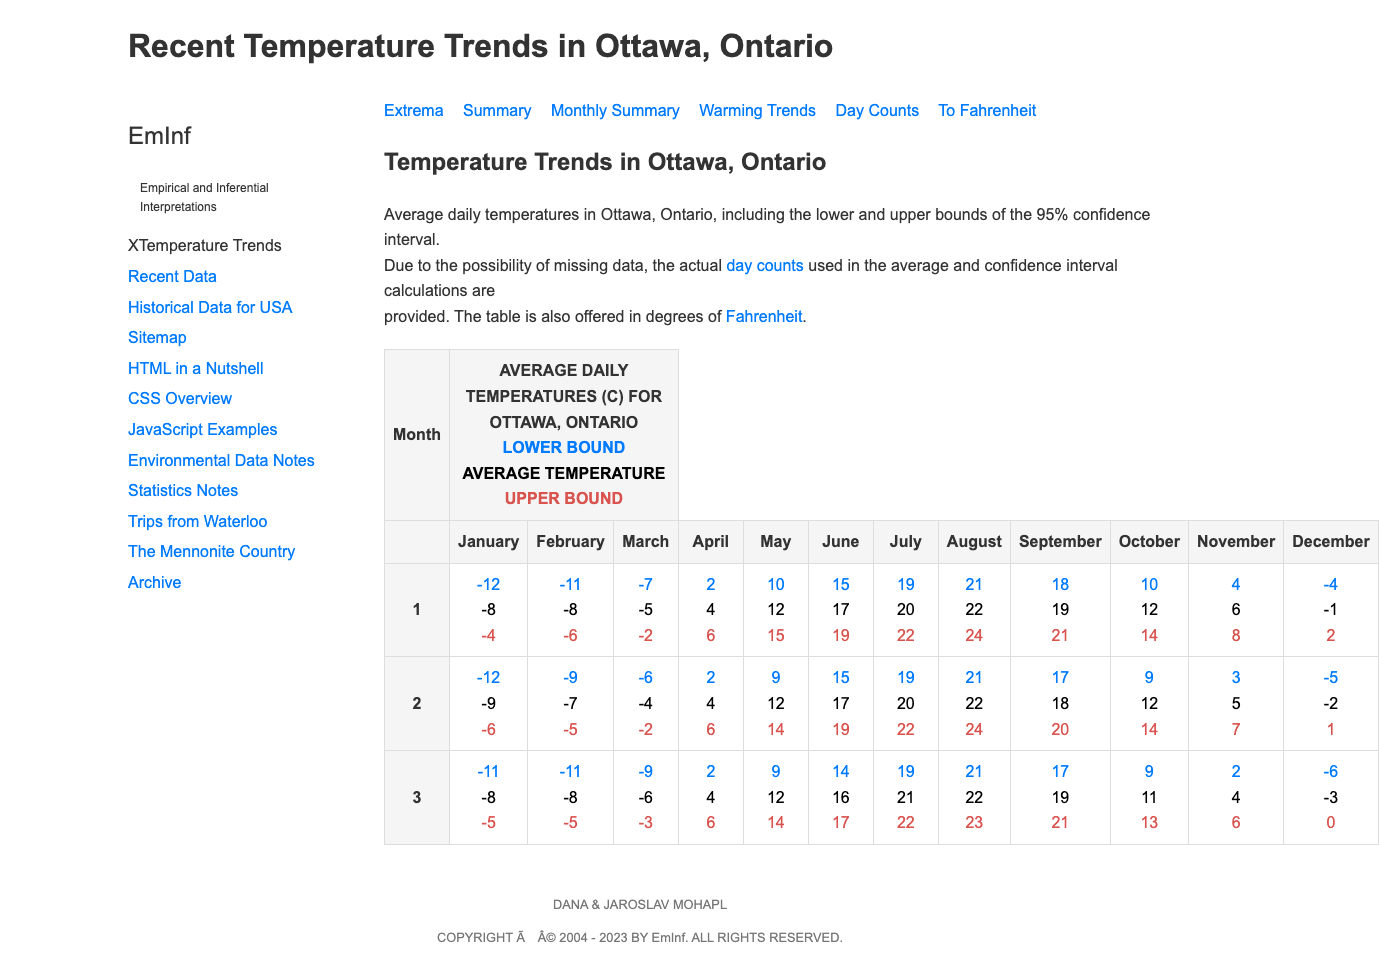 Recent Temperature Trends in Ottawa, Ontario
EmInf
Empirical and Inferential
Interpretations
XTemperature Trends
Recent Data
Historical Data for USA
Sitemap
HTML in a Nutshell
CSS Overview
JavaScript Examples
Environmental Data Notes
Statistics Notes
Trips from Waterloo
The Mennonite Country
Archive
Extrema Summary Monthly Summary Warming Trends Day Counts To Fahrenheit
Temperature Trends in Ottawa, Ontario
Average daily temperatures in Ottawa, Ontario, including the lower and upper bounds of the 95% confidence
interval.
Due to the possibility of missing data, the actual day counts used in the average and confidence interval
calculations are
provided. The table is also offered in degrees of Fahrenheit.
Month
AVERAGE DAILY
TEMPERATURES (C) FOR
OTTAWA, ONTARIO
LOWER BOUND
AVERAGE TEMPERATURE
UPPER BOUND
January February March April May June July August September October November December
1
-12 -11 -7 2 10 15 19 21 18 10 4 -4
-8 -8 -5 4 12 17 20 22 19 12 6 -1
-4 -6 -2 6 15 19 22 24 21 14 8 2
2
-12 -9 -6 2 9 15 19 21 17 9 3 -5
-9 -7 -4 4 12 17 20 22 18 12 5 -2
-6 -5 -2 6 14 19 22 24 20 14 7 1
3
-11 -11 -9 2 9 14 19 21 17 9 2 -6
-8 -8 -6 4 12 16 21 22 19 11 4 -3
-5 -5 -3 6 14 17 22 23 21 13 6 0
DANA & JAROSLAV MOHAPL
COPYRIGHT Ã Â© 2004 - 2023 BY EmInf. ALL RIGHTS RESERVED.